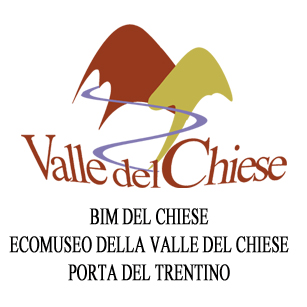 Valle del Chiese
BIM DEL CHIESE
ECOMUSEO DELLA VALLE DEL CHIESE
PORTA DEL TRENTINO